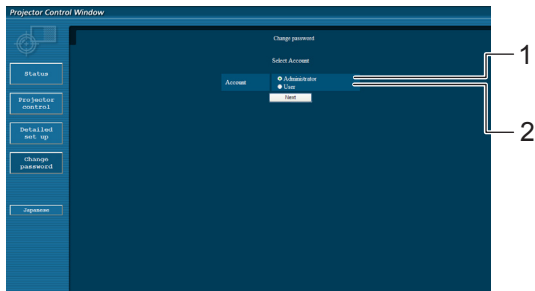 Projector Control Window
Change password
Select Account
Account
Administrator
User
Next
Status
Projector
control
Detailed
set up
Change
password
Japanese
1
2